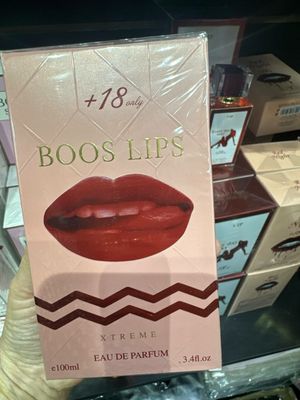 +18 only
BOOS LIPS
XTREME
EAU DE PARFUM
e100ml 3.4fl.oz